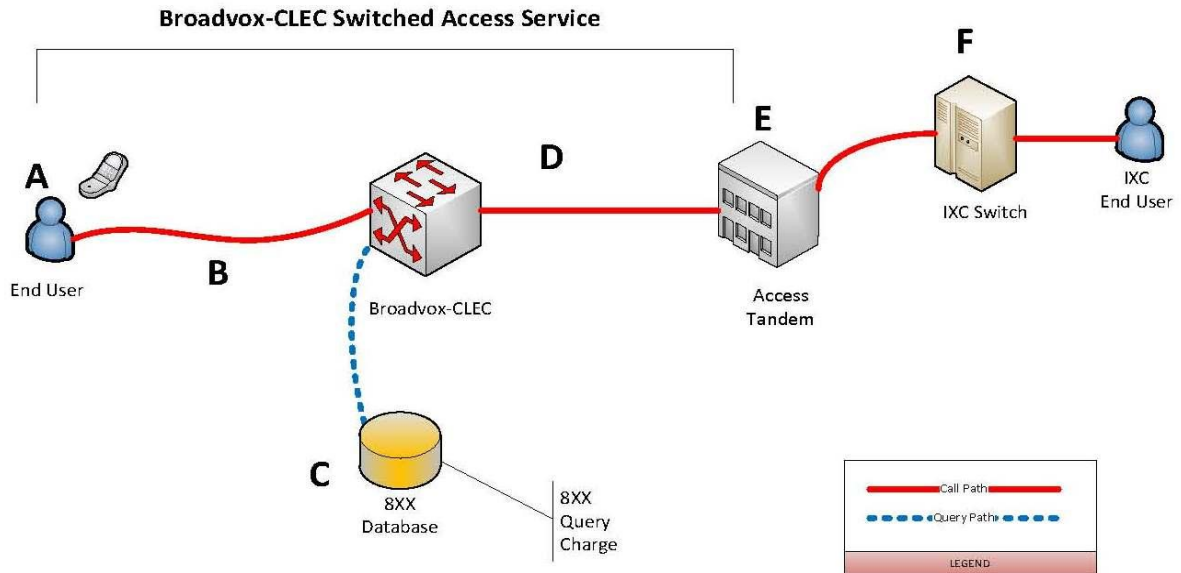 Broadvox-CLEC Switched Access Service
F
E
A
D
IXC Switch
IXC
End User
B
End User
Broadvox-CLEC
Access
Tandem
C
8XX
Database
8XX
Query
Charge
Call Path
Query Path
LEGEND